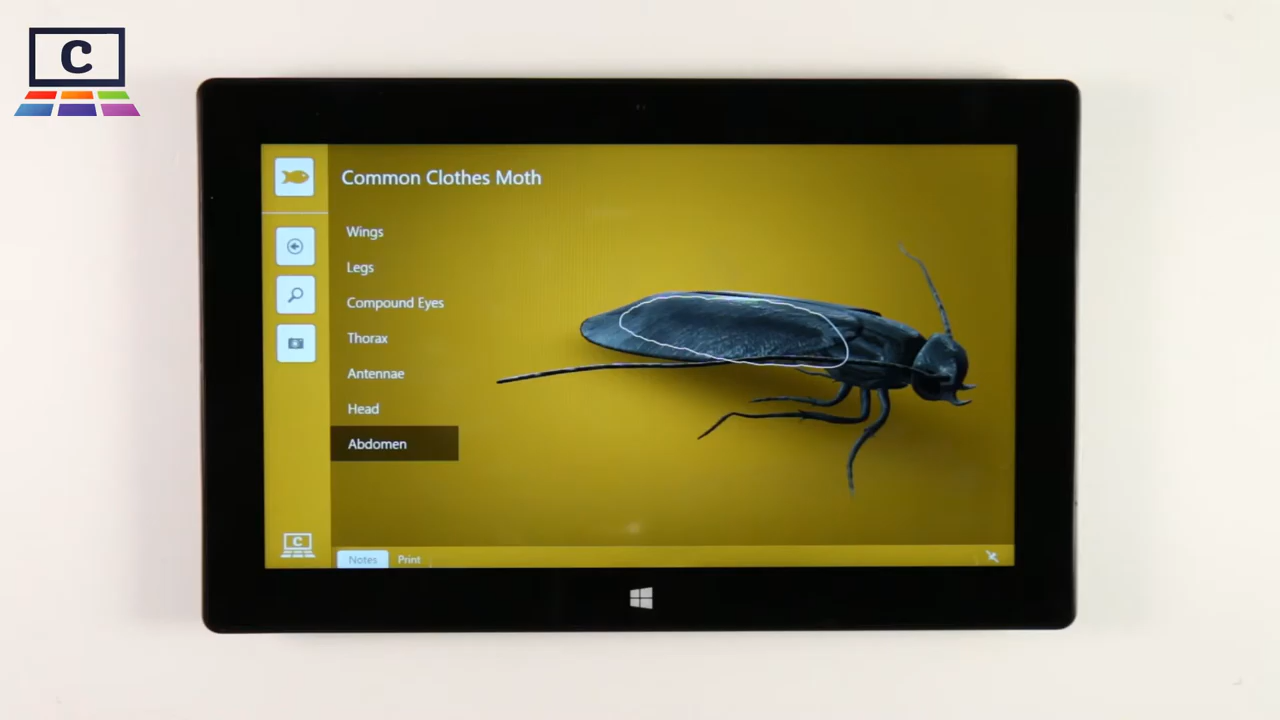 C
Common Clothes Moth
Wings
Legs
Compound Eyes
Thorax
Antennae
Head
Abdomen
C
Notes
Print